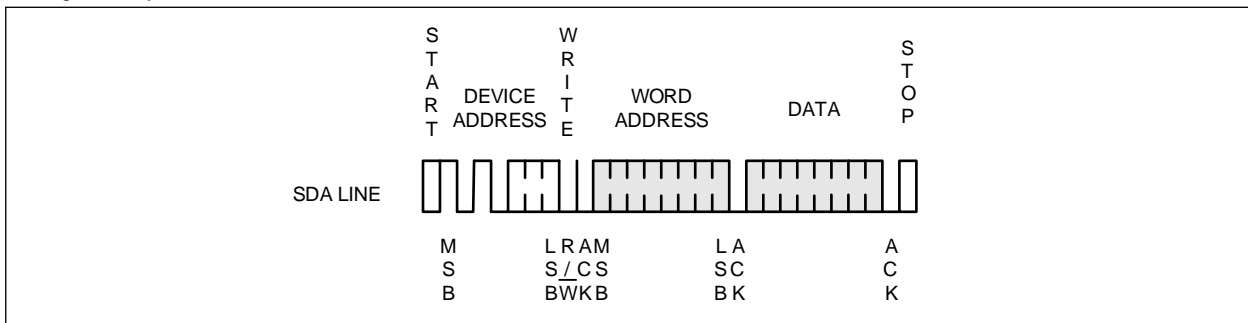 START
WRITE
STOP
DEVICE
ADDRESS
WORD
ADDRESS
DATA
SDA LINE
MSB
LSB
R/W
ACK
MSB
LSB
ACK
ACK